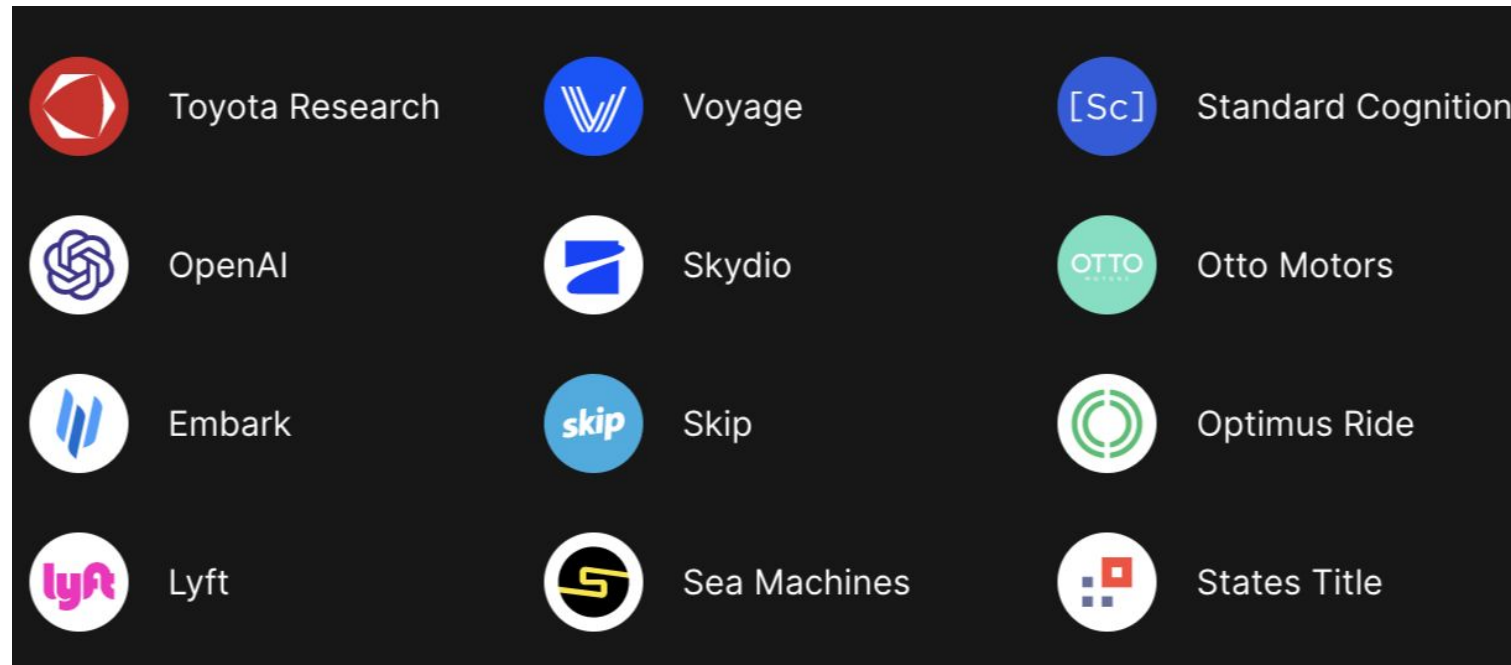 Toyota Research
Voyage
[Sc] Standard Cognition
OpenAI
Skydio
OTTO MOTORS Otto Motors
Embark
skip Skip
Optimus Ride
lyft Lyft
Sea Machines
States Title